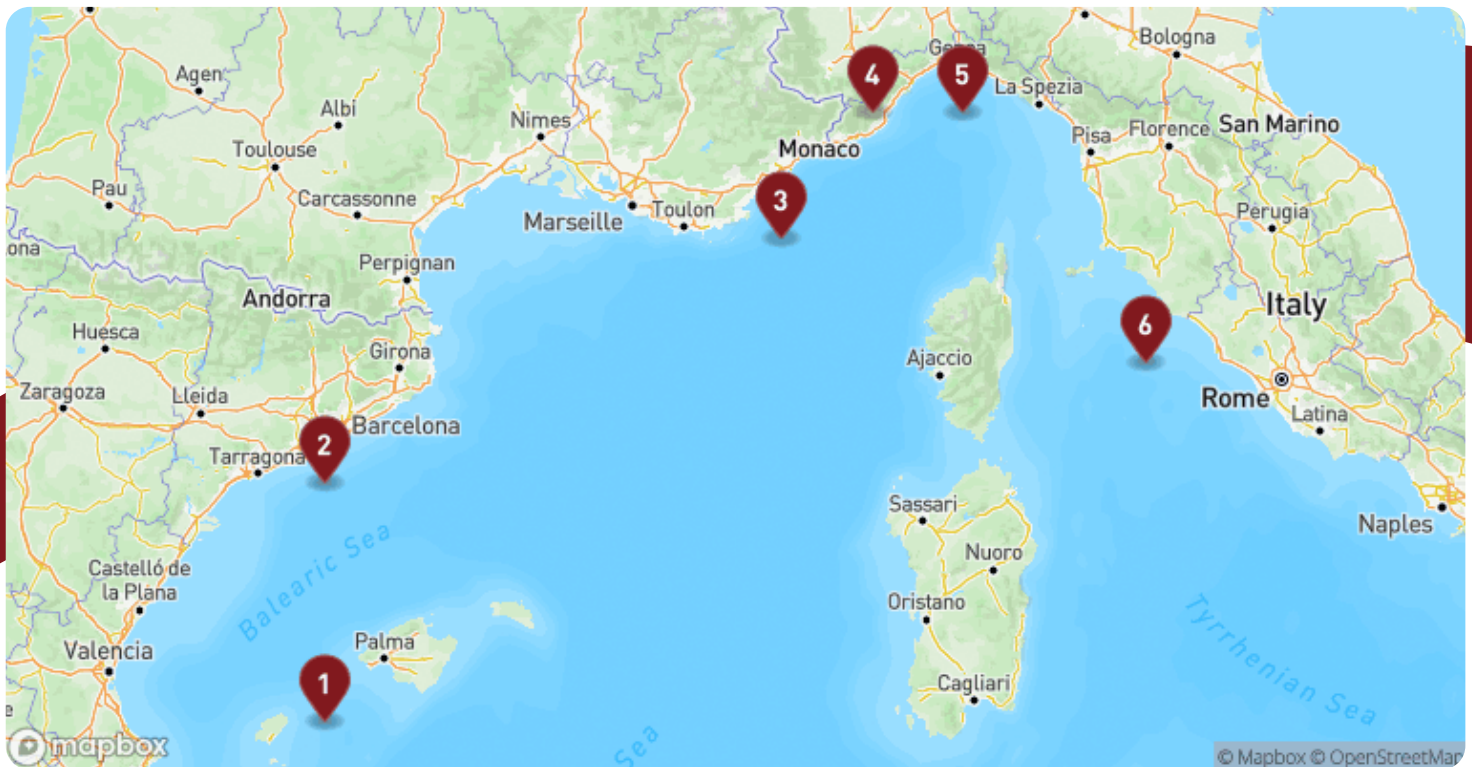 Bologna
Genoa
4
5
Agen
La Spezia
Albi
Nimes
San Marino
Pisa
Florence
Toulouse
Monaco
Pau
Carcassonne
3
Marseille
Toulon
Perugia
ona
Perpignan
Andorra
Italy
6
Huesca
Girona
Ajaccio
Zaragoza
Lleida
Rome
Latina
2
Barcelona
Tarragona
Sassari
Naples
Balearic Sea
Nuoro
Castelló de
la Plana
Oristano
Tyrrhenian Sea
Palma
Valencia
1
Cagliari
e
Sea
mapbox
© Mapbox © OpenStreetMap